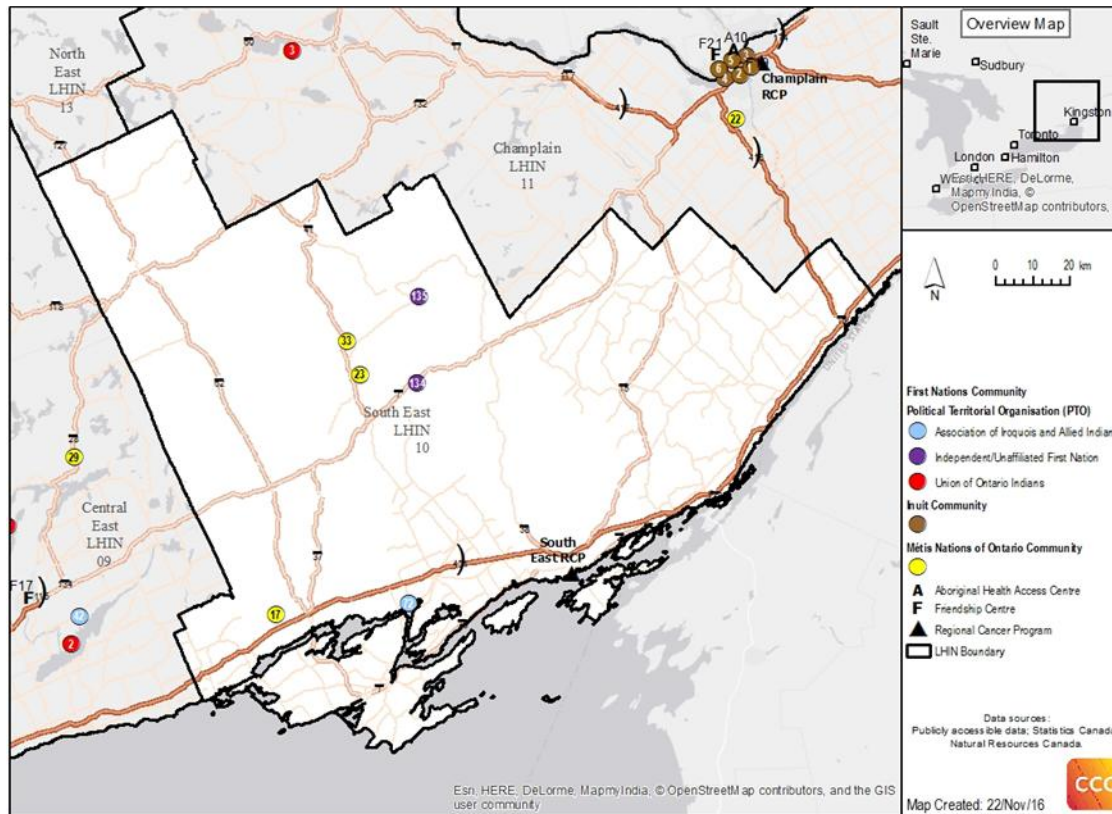 North
East
LHIN
13
3
Champlain
LHIN
11
F21
A10
F
A
Champlain
RCP
22
135
33
23
134
South East
LHIN
10
29
Central
East
LHIN
09
F17
F
2
17
37
62
South
East RCP
UNITED STATES
Esri, HERE, DeLorme, MapmyIndia, © OpenStreetMap contributors, and the GIS
user community
Overview Map
Sault
Ste.
Marie
Sudbury
Kingston
Toronto
London
Hamilton
Esri, HERE, DeLorme,
MapmyIndia, ©
OpenStreetMap contributors,
0 10 20 km
N
First Nations Community
Political Territorial Organisation (PTO)
Association of Iroquois and Allied Indian
Independent/Unaffiliated First Nation
Union of Ontario Indians
Inuit Community
Métis Nations of Ontario Community
A Aboriginal Health Access Centre
F Friendship Centre
Regional Cancer Program
LHIN Boundary
Data sources:
Publicly accessible data; Statistics Canada
Natural Resources Canada
CCO
Map Created: 22/Nov/16